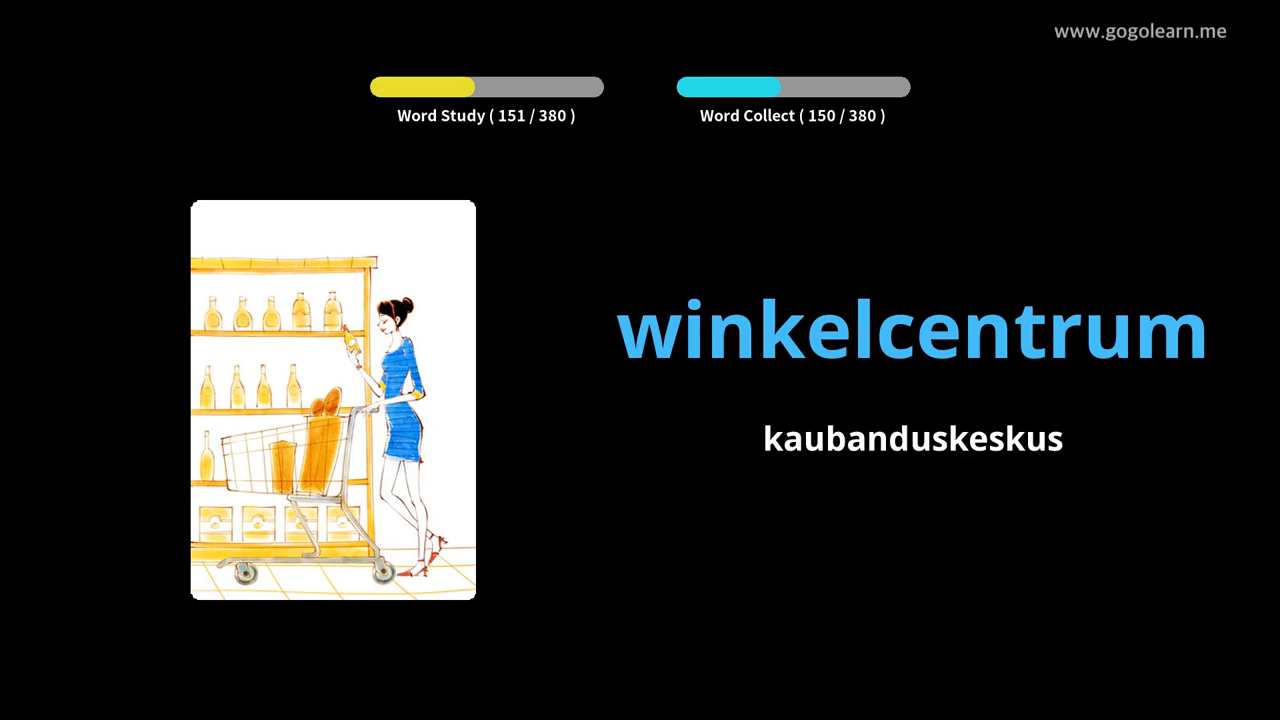 www.gogolearn.me
Word Study ( 151 / 380 )
Word Collect ( 150 / 380 )
winkelcentrum
kaubanduskeskus